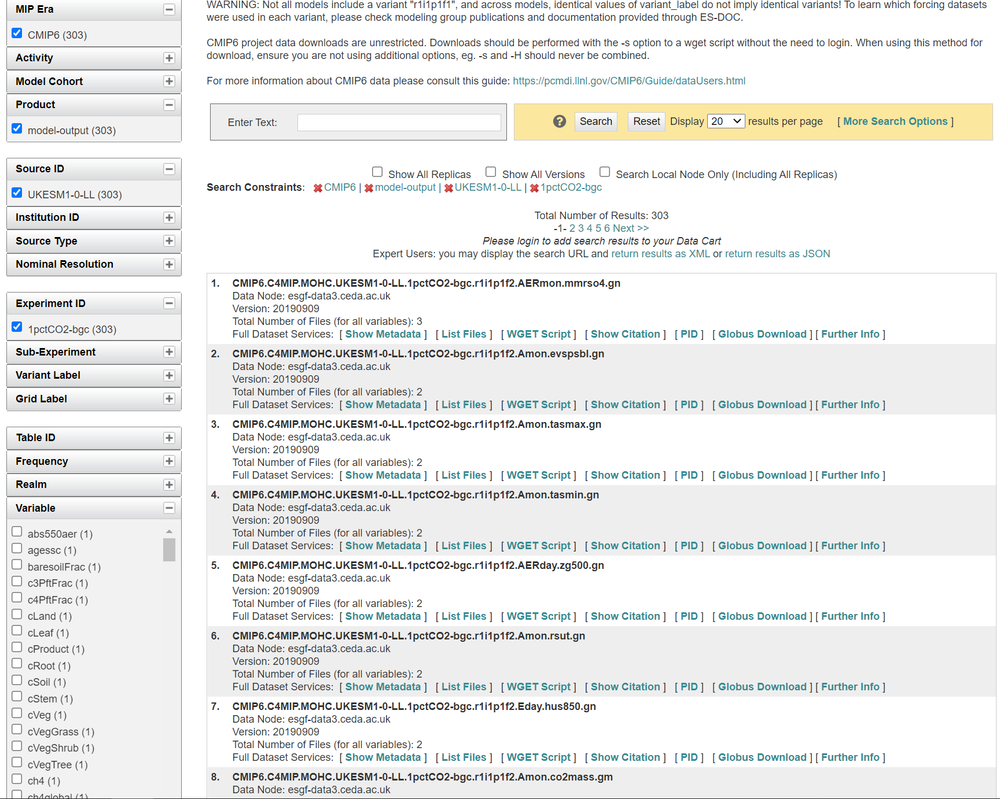 MIP Era
CMIP6 (303)
Activity
Model Cohort
Product
model-output (303)
Source ID
UKESM1-0-LL (303)
Institution ID
Source Type
Nominal Resolution
Experiment ID
1pctCO2-bgc (303)
Sub-Experiment
Variant Label
Grid Label
Table ID
Frequency
Realm
Variable
abs550aer (1)
agessc (1)
baresoilFrac (1)
c3PftFrac (1)
c4PftFrac (1)
cLand (1)
cLeaf (1)
cProduct (1)
cRoot (1)
cSoil (1)
cStem (1)
cVeg (1)
cVegGrass (1)
cVegShrub (1)
cVegTree (1)
ch4 (1)
ch4global (1)
WARNING: Not all models include a variant "r1i1p1f1", and across models, identical values of variant_label do not imply identical variants! To learn which forcing datasets
were used in each variant, please check modeling group publications and documentation provided through ES-DOC.
CMIP6 project data downloads are unrestricted. Downloads should be performed with the -s option to a wget script without the need to login. When using this method for
download, ensure you are not using additional options, eg. -s and -H should never be combined.
For more information about CMIP6 data please consult this guide: https://pcmdi.llnl.gov/CMIP6/Guide/dataUsers.html
Enter Text:
? Search Reset Display 20 results per page [ More Search Options ]
Show All Replicas Show All Versions Search Local Node Only (Including All Replicas)
Search Constraints: CMIP6 | model-output | UKESM1-0-LL | 1pctCO2-bgc
Total Number of Results: 303
-1- 2 3 4 5 6 Next >>
Please login to add search results to your Data Cart
Expert Users: you may display the search URL and return results as XML or return results as JSON
1. CMIP6.C4MIP.MOHC.UKESM1-0-LL.1pctCO2-bgc.r1i1p1f2.AERmon.mmrso4.gn
Data Node: esgf-data3.ceda.ac.uk
Version: 20190909
Total Number of Files (for all variables): 3
Full Dataset Services: [ Show Metadata ] [ List Files ] [ WGET Script ] [ Show Citation ] [ PID ] [ Globus Download ] [ Further Info ]
2. CMIP6.C4MIP.MOHC.UKESM1-0-LL.1pctCO2-bgc.r1i1p1f2.Amon.evspsbl.gn
Data Node: esgf-data3.ceda.ac.uk
Version: 20190909
Total Number of Files (for all variables): 2
Full Dataset Services: [ Show Metadata ] [ List Files ] [ WGET Script ] [ Show Citation ] [ PID ] [ Globus Download ] [ Further Info ]
3. CMIP6.C4MIP.MOHC.UKESM1-0-LL.1pctCO2-bgc.r1i1p1f2.Amon.tasmax.gn
Data Node: esgf-data3.ceda.ac.uk
Version: 20190909
Total Number of Files (for all variables): 2
Full Dataset Services: [ Show Metadata ] [ List Files ] [ WGET Script ] [ Show Citation ] [ PID ] [ Globus Download ] [ Further Info ]
4. CMIP6.C4MIP.MOHC.UKESM1-0-LL.1pctCO2-bgc.r1i1p1f2.Amon.tasmin.gn
Data Node: esgf-data3.ceda.ac.uk
Version: 20190909
Total Number of Files (for all variables): 2
Full Dataset Services: [ Show Metadata ] [ List Files ] [ WGET Script ] [ Show Citation ] [ PID ] [ Globus Download ] [ Further Info ]
5. CMIP6.C4MIP.MOHC.UKESM1-0-LL.1pctCO2-bgc.r1i1p1f2.AERday.zg500.gn
Data Node: esgf-data3.ceda.ac.uk
Version: 20190909
Total Number of Files (for all variables): 2
Full Dataset Services: [ Show Metadata ] [ List Files ] [ WGET Script ] [ Show Citation ] [ PID ] [ Globus Download ] [ Further Info ]
6. CMIP6.C4MIP.MOHC.UKESM1-0-LL.1pctCO2-bgc.r1i1p1f2.Amon.rsut.gn
Data Node: esgf-data3.ceda.ac.uk
Version: 20190909
Total Number of Files (for all variables): 2
Full Dataset Services: [ Show Metadata ] [ List Files ] [ WGET Script ] [ Show Citation ] [ PID ] [ Globus Download ] [ Further Info ]
7. CMIP6.C4MIP.MOHC.UKESM1-0-LL.1pctCO2-bgc.r1i1p1f2.Eday.hus850.gn
Data Node: esgf-data3.ceda.ac.uk
Version: 20190909
Total Number of Files (for all variables): 2
Full Dataset Services: [ Show Metadata ] [ List Files ] [ WGET Script ] [ Show Citation ] [ PID ] [ Globus Download ] [ Further Info ]
8. CMIP6.C4MIP.MOHC.UKESM1-0-LL.1pctCO2-bgc.r1i1p1f2.Amon.co2mass.gm
Data Node: esgf-data3.ceda.ac.uk